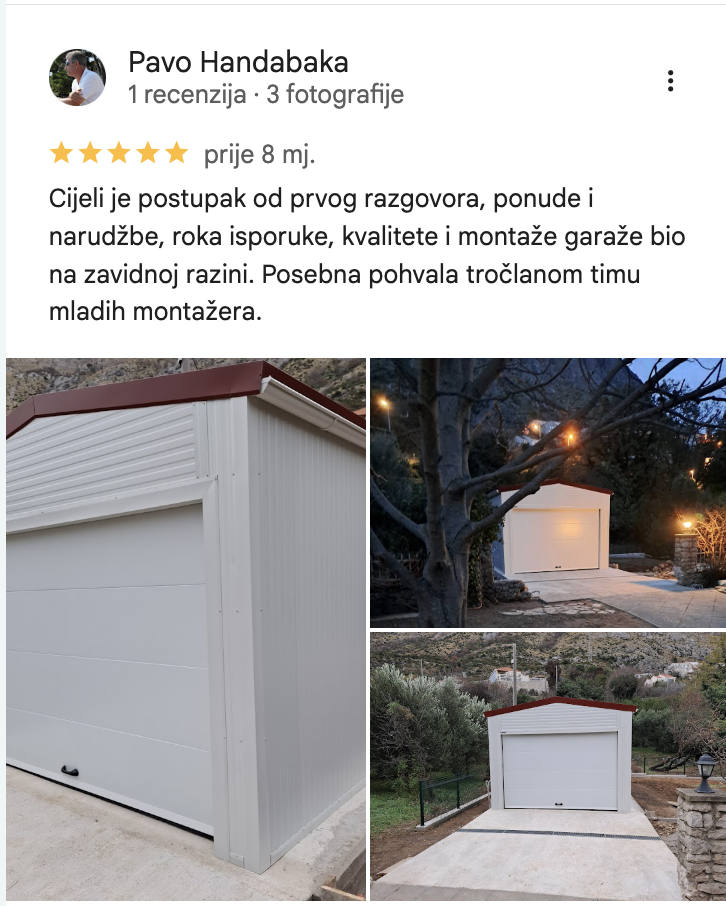 Pavo Handabaka
1 recenzija · 3 fotografije
prije 8 mj.
Cijeli je postupak od prvog razgovora, ponude i
narudžbe, roka isporuke, kvalitete i montaže garaže bio
na zavidnoj razini. Posebna pohvala tročlanom timu
mladih montažera.